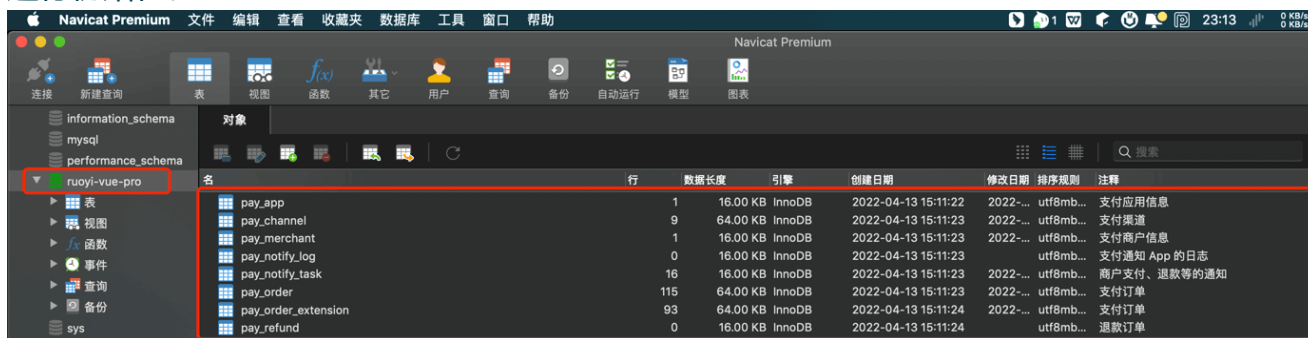 Navicat Premium 文件 编辑 查看 收藏夹 数据库 工具 窗口 帮助 1 23:13 0 KB/s 0 KB/s
Navicat Premium
连接 新建查询 表 视图 函数 其它 用户 查询 备份 自动运行 模型 图表
information_schema 对象
mysql
performance_schema 搜索
ruoyi-vue-pro 名 行 数据长度 引擎 创建日期 修改日期 排序规则 注释
表 pay_app 1 16.00 KB InnoDB 2022-04-13 15:11:22 2022-... utf8mb... 支付应用信息
视图 pay_channel 9 64.00 KB InnoDB 2022-04-13 15:11:23 2022-... utf8mb... 支付渠道
函数 pay_merchant 1 16.00 KB InnoDB 2022-04-13 15:11:23 2022-... utf8mb... 支付商户信息
事件 pay_notify_log 0 16.00 KB InnoDB 2022-04-13 15:11:23 utf8mb... 支付通知 App 的日志
查询 pay_notify_task 16 16.00 KB InnoDB 2022-04-13 15:11:23 2022-... utf8mb... 商户支付、退款等的通知
pay_order 115 64.00 KB InnoDB 2022-04-13 15:11:23 2022-... utf8mb... 支付订单
备份 pay_order_extension 93 64.00 KB InnoDB 2022-04-13 15:11:24 2022-... utf8mb... 支付订单
sys pay_refund 0 16.00 KB InnoDB 2022-04-13 15:11:24 utf8mb... 退款订单